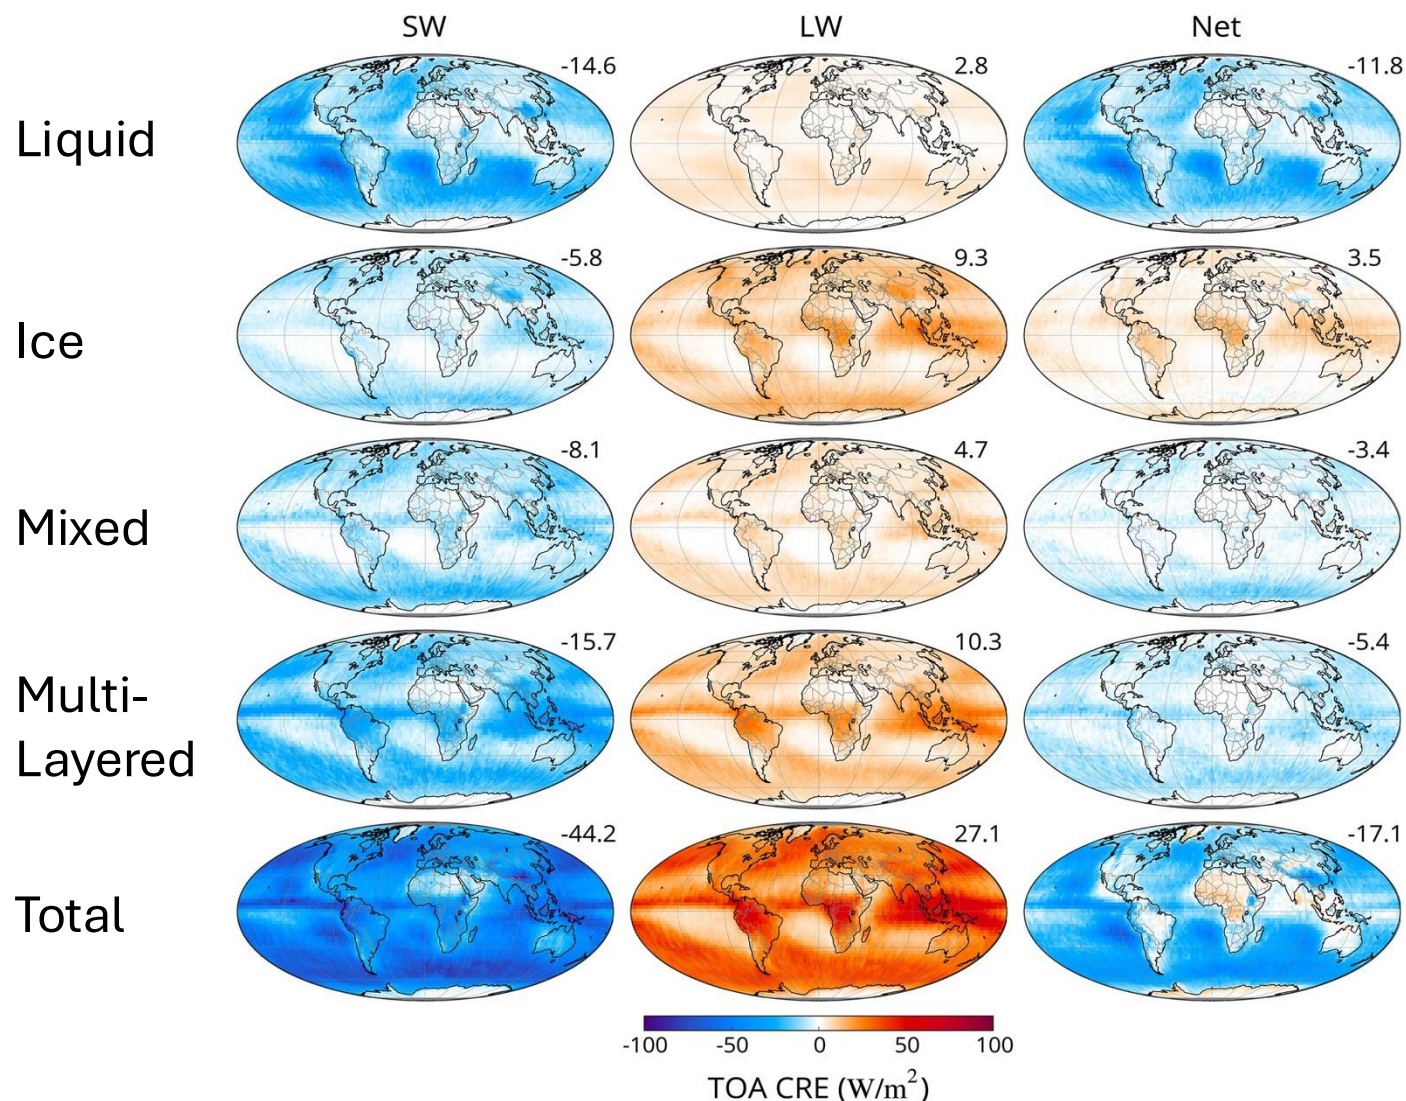 SW LW Net
Liquid -14.6 2.8 -11.8
Ice -5.8 9.3 3.5
Mixed -8.1 4.7 -3.4
Multi-
Layered -15.7 10.3 -5.4
Total -44.2 27.1 -17.1
-100 -50 0 50 100
TOA CRE (W/m²)